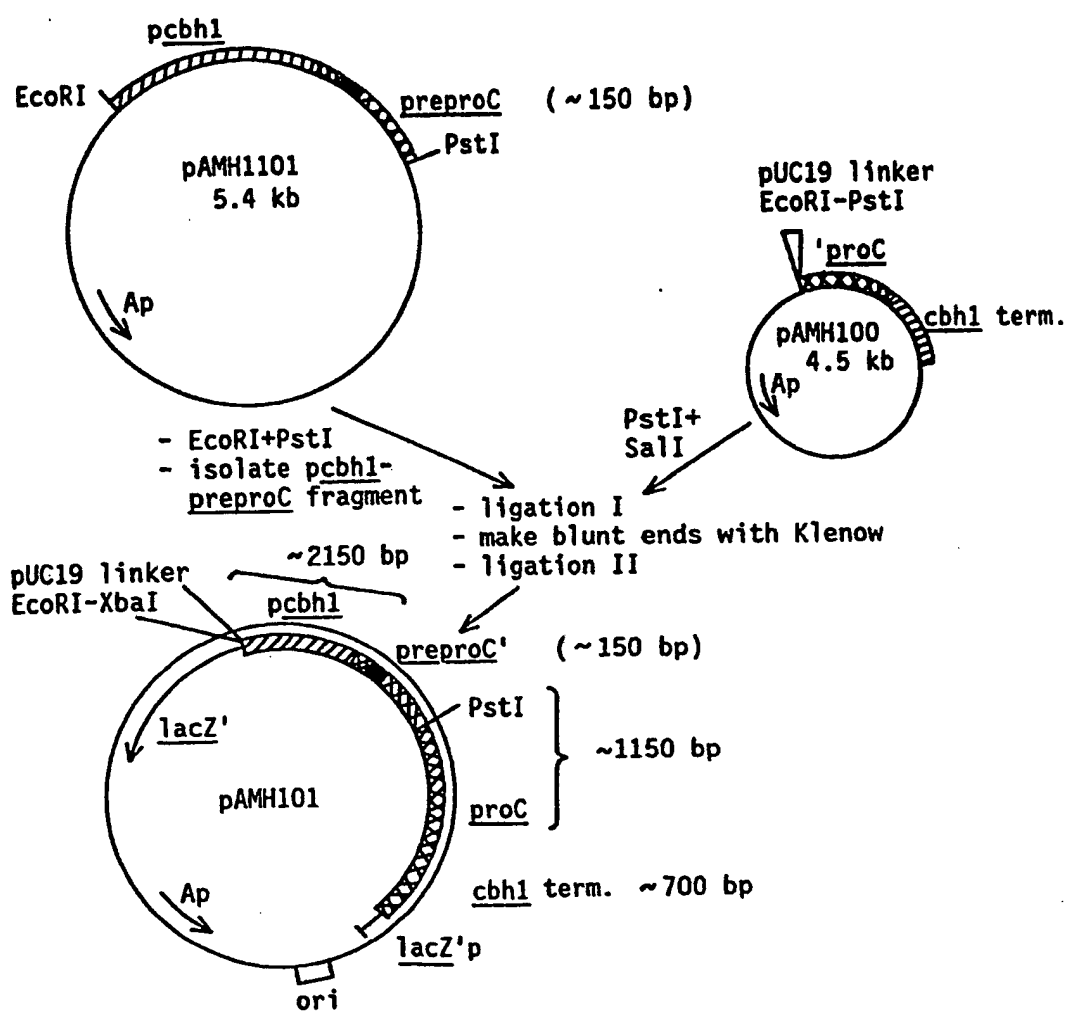 pcbh1
EcoRI
preproC (~150 bp)
PstI
pAMH1101
5.4 kb
Ap
pUC19 linker
EcoRI-PstI
'proC
cbh1 term.
pAMH100
4.5 kb
Ap
PstI+
SalI
- EcoRI+PstI
- isolate pcbh1-
preproC fragment
- ligation I
- make blunt ends with Klenow
- ligation II
~2150 bp
pUC19 linker
EcoRI-XbaI
pcbh1
preproC' (~150 bp)
PstI
lacZ'
~1150 bp
pAMH101
proC
Ap
cbh1 term. ~700 bp
lacZ'p
ori